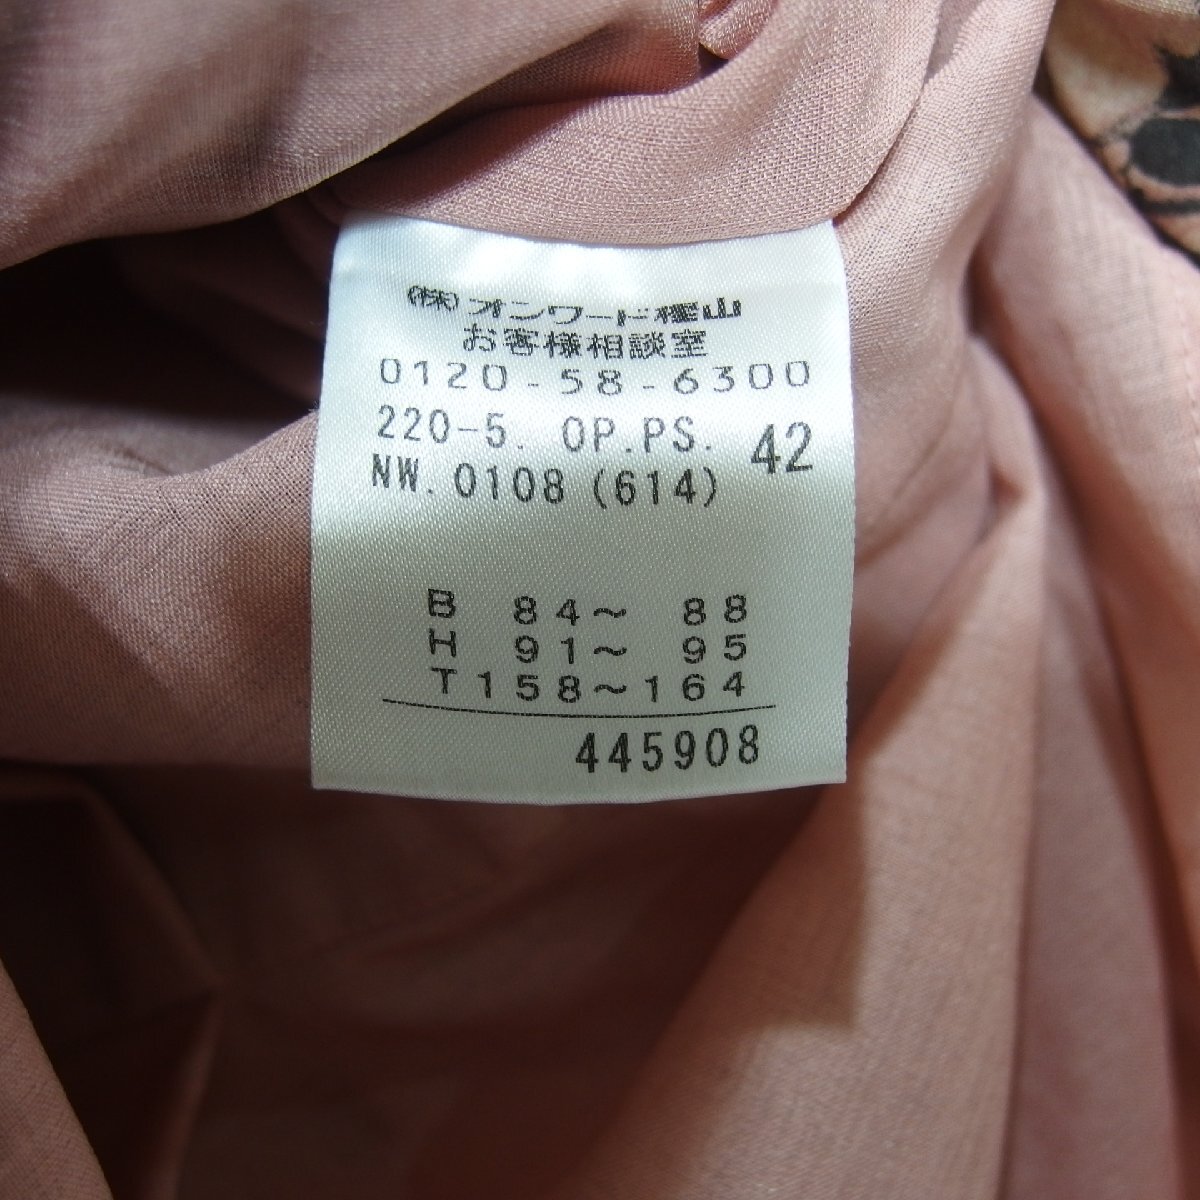 (株)オンワード樫山
お客様相談室
0120-58-6300
220-5. OP.PS. 42
NW. 0108 (614)
B 84~ 88
H 91~ 95
T 158~164
445908